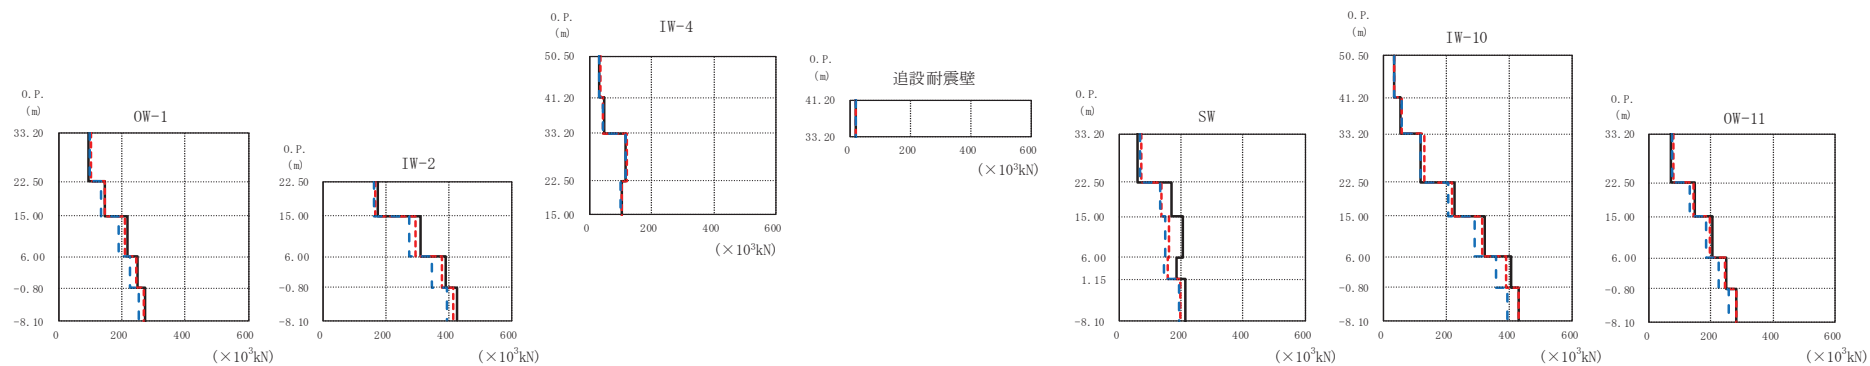 O.P.
(m)
OW-1
33.20
22.50
15.00
6.00
-0.80
-8.10
0
200
400
600
(×10³kN)
O.P.
(m)
IW-2
22.50
15.00
6.00
-0.80
-8.10
0
200
400
600
(×10³kN)
O.P.
(m)
IW-4
50.50
41.20
33.20
22.50
15.00
0
200
400
600
(×10³kN)
O.P.
(m)
追設耐震壁
41.20
33.20
0
200
400
600
(×10³kN)
O.P.
(m)
SW
33.20
22.50
15.00
6.00
1.15
-8.10
0
200
400
600
(×10³kN)
O.P.
(m)
IW-10
50.50
41.20
33.20
22.50
15.00
6.00
-0.80
-8.10
0
200
400
600
(×10³kN)
O.P.
(m)
OW-11
33.20
22.50
15.00
6.00
-0.80
-8.10
0
200
400
600
(×10³kN)